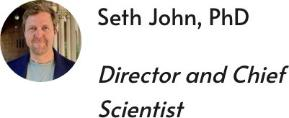 Seth John, PhD
Director and Chief
Scientist